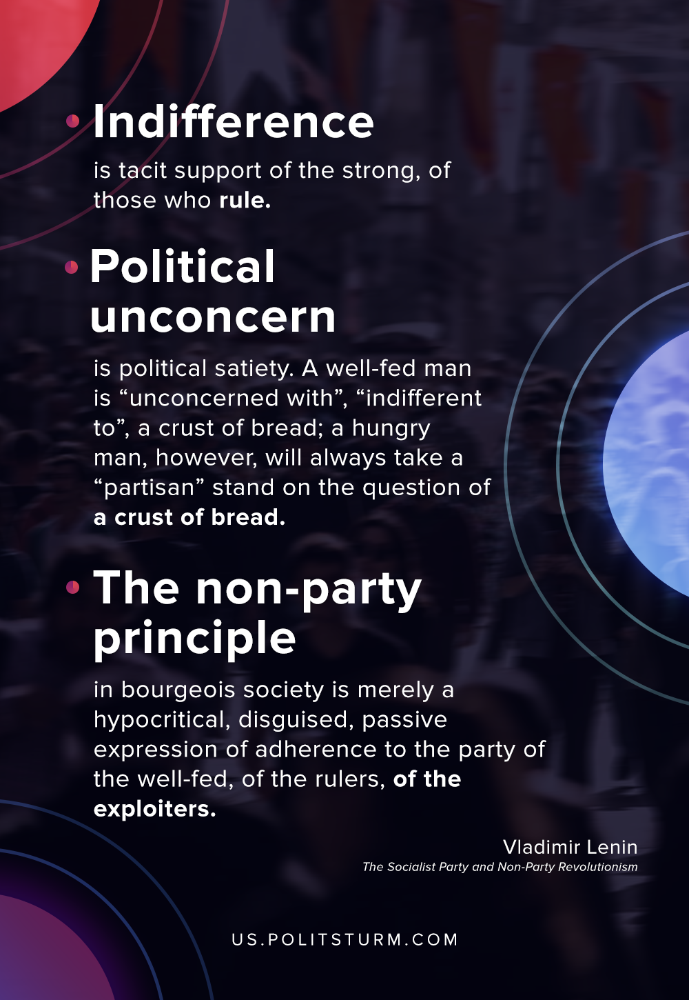 Indifference
is tacit support of the strong, of
those who rule.
Political
unconcern
is political satiety. A well-fed man
is “unconcerned with”, “indifferent
to”, a crust of bread; a hungry
man, however, will always take a
“partisan” stand on the question of
a crust of bread.
The non-party
principle
in bourgeois society is merely a
hypocritical, disguised, passive
expression of adherence to the party of
the well-fed, of the rulers, of the
exploiters.
Vladimir Lenin
The Socialist Party and Non-Party Revolutionism
US.POLITSTURM.COM